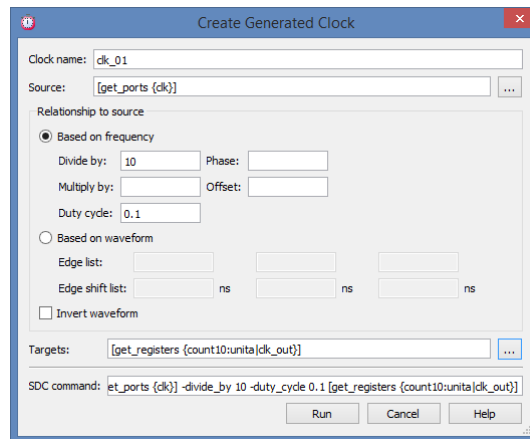 Create Generated Clock
Clock name: clk_01
Source: [get_ports {clk}] ...
Relationship to source
Based on frequency
Divide by: 10 Phase:
Multiply by: Offset:
Duty cycle: 0.1
Based on waveform
Edge list:
Edge shift list: ns ns ns
Invert waveform
Targets: [get_registers {count10:unita|clk_out}] ...
SDC command: et_ports {clk}] -divide_by 10 -duty_cycle 0.1 [get_registers {count10:unita|clk_out}]
Run Cancel Help